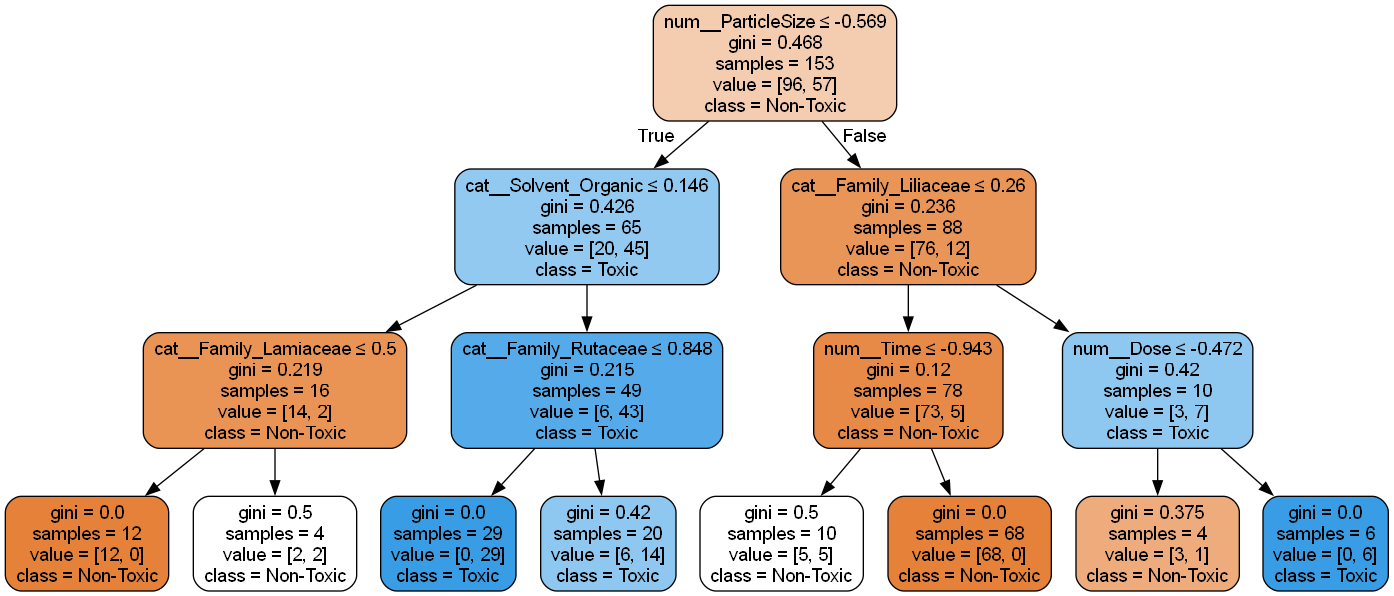 num__ParticleSize ≤ -0.569
gini = 0.468
samples = 153
value = [96, 57]
class = Non-Toxic
True
False
cat__Solvent_Organic ≤ 0.146
gini = 0.426
samples = 65
value = [20, 45]
class = Toxic
cat__Family_Liliaceae ≤ 0.26
gini = 0.236
samples = 88
value = [76, 12]
class = Non-Toxic
cat__Family_Lamiaceae ≤ 0.5
gini = 0.219
samples = 16
value = [14, 2]
class = Non-Toxic
cat__Family_Rutaceae ≤ 0.848
gini = 0.215
samples = 49
value = [6, 43]
class = Toxic
num__Time ≤ -0.943
gini = 0.12
samples = 78
value = [73, 5]
class = Non-Toxic
num__Dose ≤ -0.472
gini = 0.42
samples = 10
value = [3, 7]
class = Toxic
gini = 0.0
samples = 12
value = [12, 0]
class = Non-Toxic
gini = 0.5
samples = 4
value = [2, 2]
class = Non-Toxic
gini = 0.0
samples = 29
value = [0, 29]
class = Toxic
gini = 0.42
samples = 20
value = [6, 14]
class = Toxic
gini = 0.5
samples = 10
value = [5, 5]
class = Non-Toxic
gini = 0.0
samples = 68
value = [68, 0]
class = Non-Toxic
gini = 0.375
samples = 4
value = [3, 1]
class = Non-Toxic
gini = 0.0
samples = 6
value = [0, 6]
class = Toxic